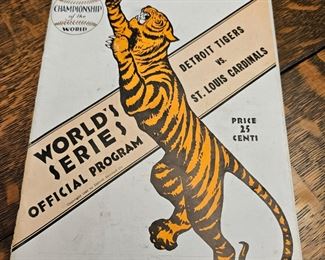 CHAMPIONSHIP
of the
WORLD
DETROIT TIGERS
VS.
ST. LOUIS CARDINALS
WORLD'S
SERIES
OFFICIAL PROGRAM
PRICE
25
CENTS